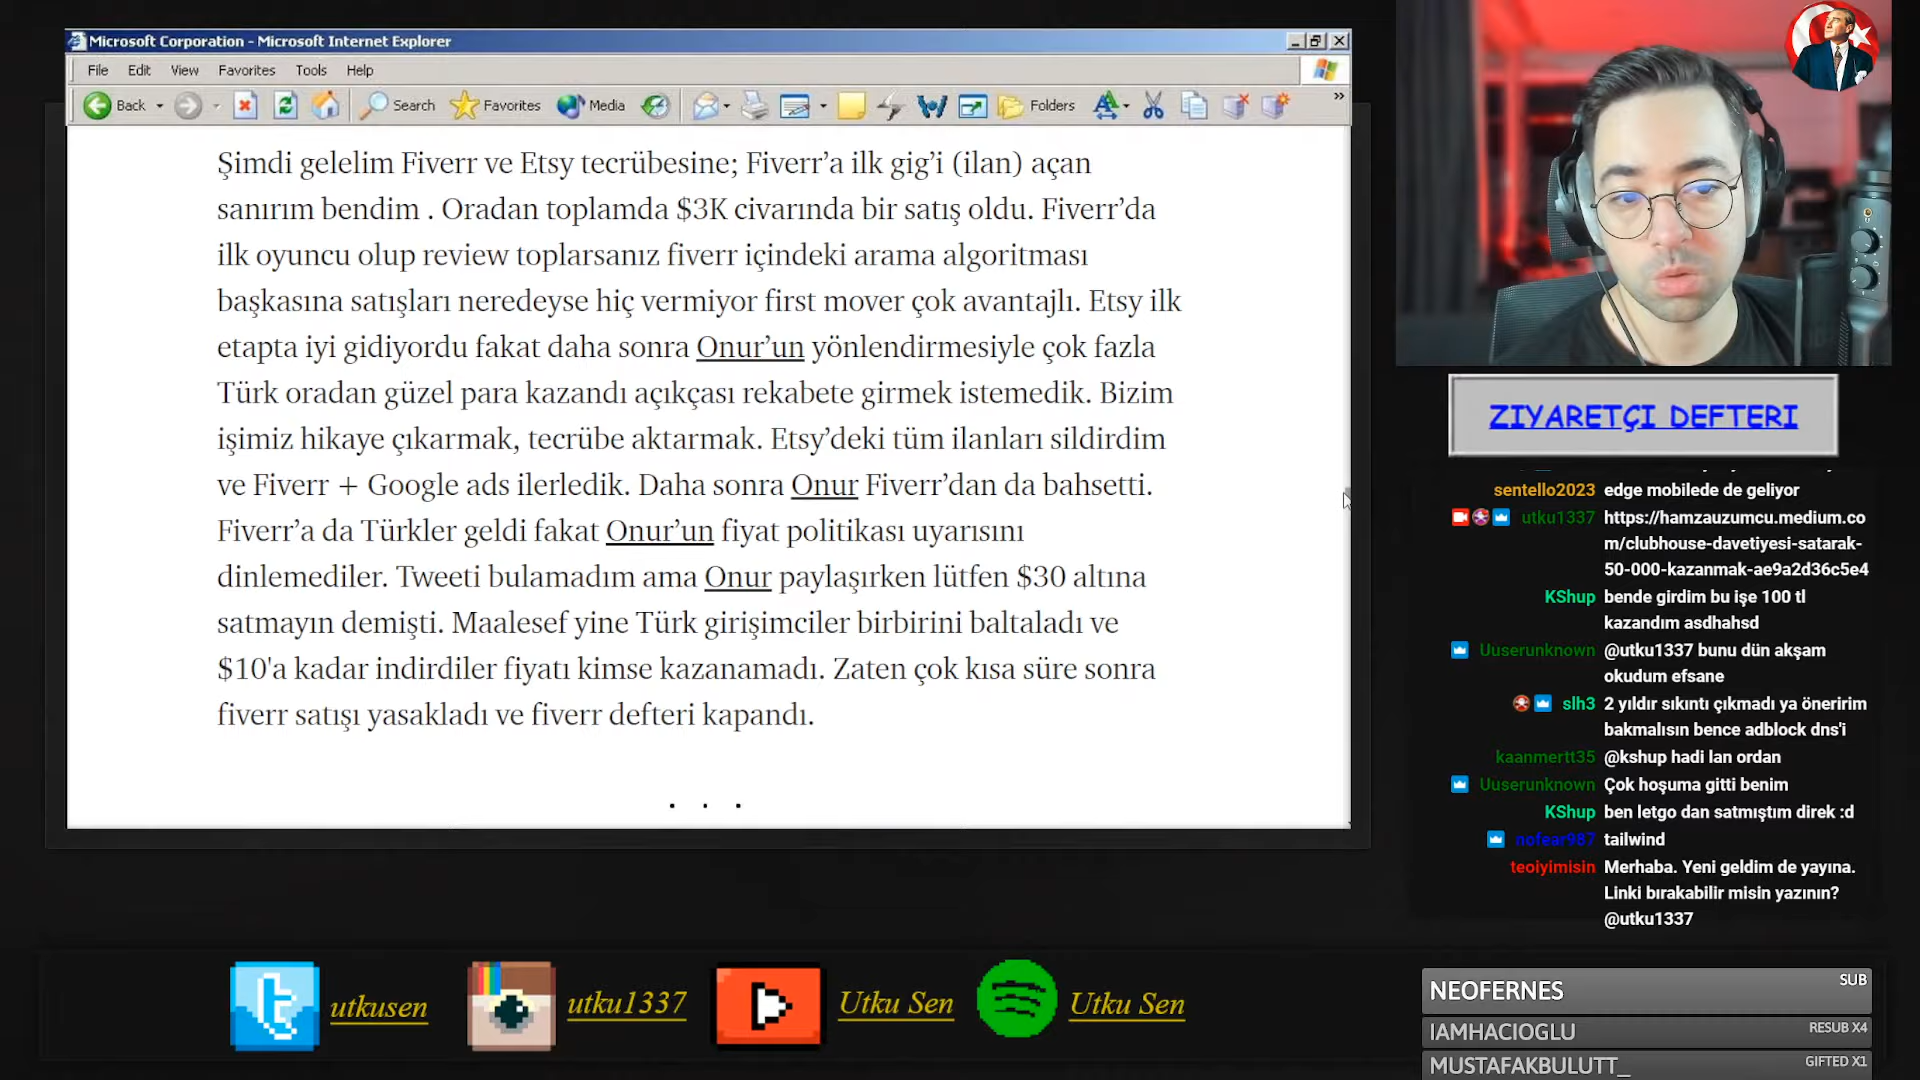 Microsoft Corporation - Microsoft Internet Explorer
File Edit View Favorites Tools Help
Back Search Favorites Media Folders »
Şimdi gelelim Fiverr ve Etsy tecrübesine; Fiverr’a ilk gig’i (ilan) açan
sanırım bendim . Oradan toplamda $3K civarında bir satış oldu. Fiverr’da
ilk oyuncu olup review toplarsanız fiverr içindeki arama algoritması
başkasına satışları neredeyse hiç vermiyor first mover çok avantajlı. Etsy ilk
etapta iyi gidiyordu fakat daha sonra Onur’un yönlendirmesiyle çok fazla
Türk oradan güzel para kazandı açıkçası rekabete girmek istemedik. Bizim
işimiz hikaye çıkarmak, tecrübe aktarmak. Etsy’deki tüm ilanları sildirdim
ve Fiverr + Google ads ilerledik. Daha sonra Onur Fiverr’dan da bahsetti.
Fiverr’a da Türkler geldi fakat Onur’un fiyat politikası uyarısını
dinlemediler. Tweeti bulamadım ama Onur paylaşırken lütfen $30 altına
satmayın demişti. Maalesef yine Türk girişimciler birbirini baltaladı ve
$10'a kadar indirdiler fiyatı kimse kazanamadı. Zaten çok kısa süre sonra
fiverr satışı yasakladı ve fiverr defteri kapandı.
. . .
ZIYARETÇI DEFTERI
sentello2023 edge mobilede de geliyor
utku1337 https://hamzauzumcu.medium.co
m/clubhouse-davetiyesi-satarak-
50-000-kazanmak-ae9a2d36c5e4
KShup bende girdim bu işe 100 tl
kazandım asdhahsd
Uuserunknown @utku1337 bunu dün akşam
okudum efsane
slh3 2 yıldır sıkıntı çıkmadı ya öneririm
bakmalısın bence adblock dns'i
kaanmertt35 @kshup hadi lan ordan
Uuserunknown Çok hoşuma gitti benim
KShup ben letgo dan satmıştım direk :d
nofear987 tailwind
teoiyimisin Merhaba. Yeni geldim de yayına.
Linki bırakabilir misin yazının?
@utku1337
utkusen utku1337 Utku Sen Utku Sen
NEOFERNES SUB
IAMHACIOGLU RESUB X4
MUSTAFAKBULUTT_ GIFTED X1